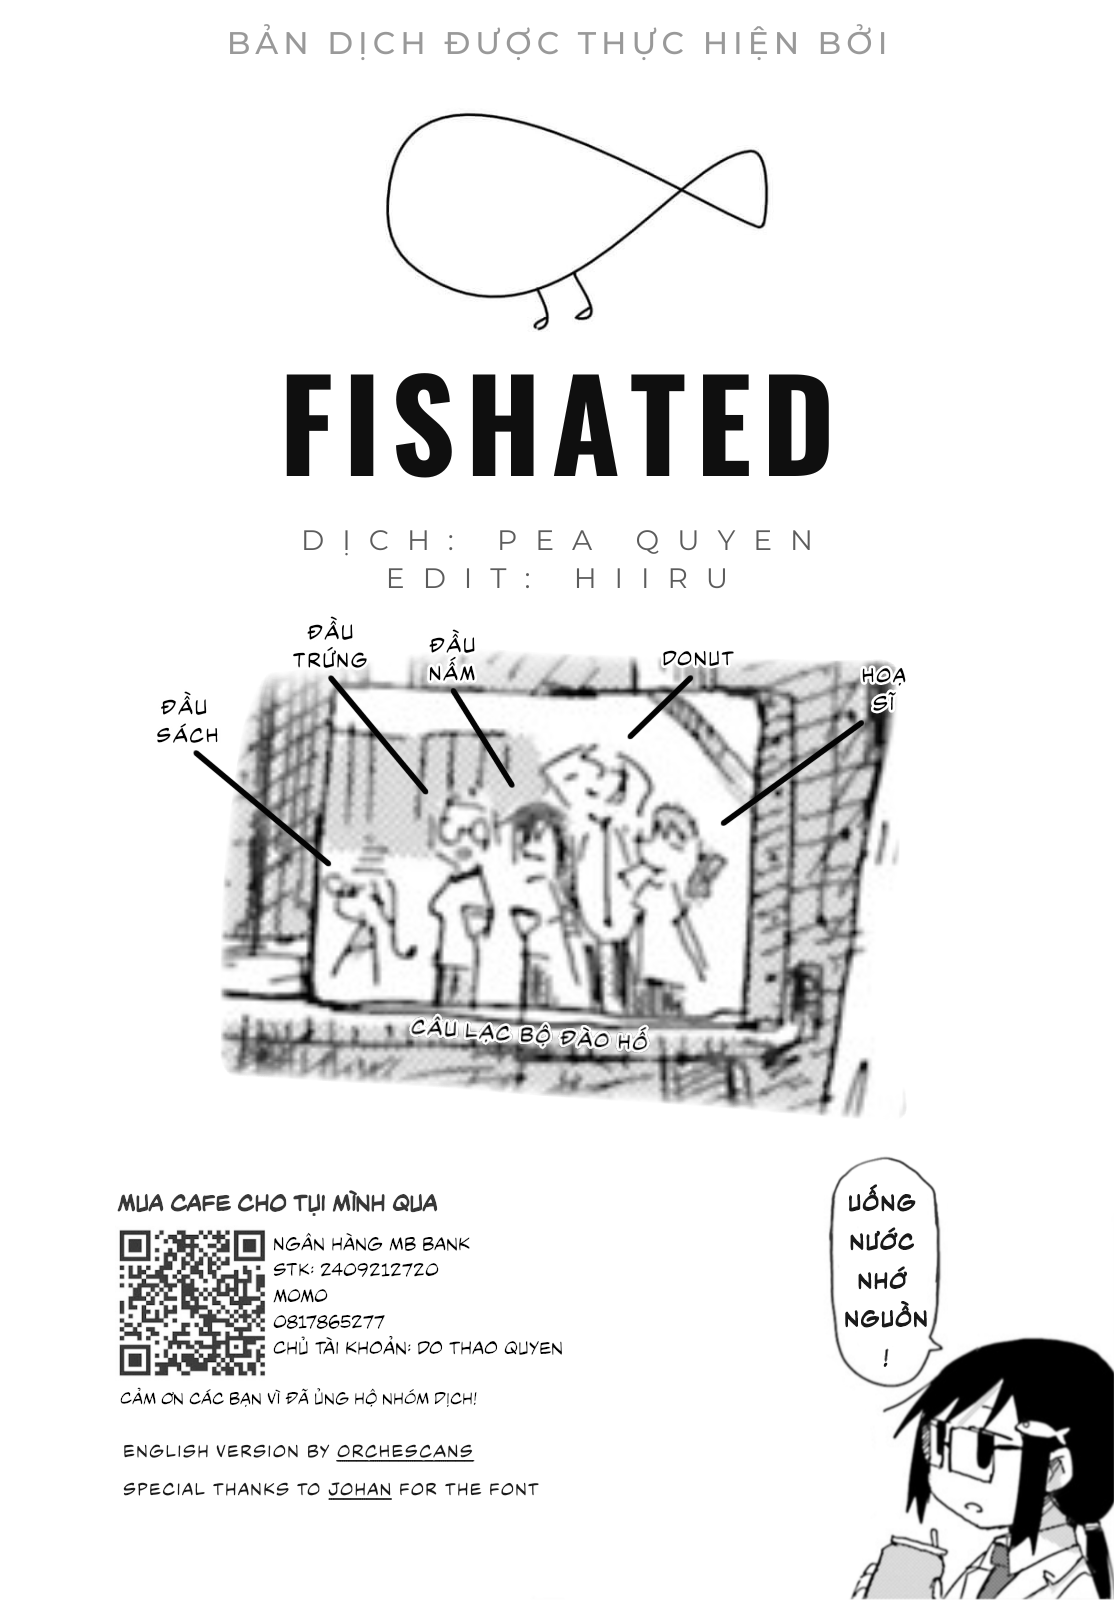 BẢN DỊCH ĐƯỢC THỰC HIỆN BỞI
FISHATED
DỊCH: PEA QUYEN
EDIT: HIIRU
ĐẦU
TRỨNG
ĐẦU
NẤM
DONUT
HOẠ
SĨ
ĐẦU
SÁCH
CÂU LẠC BỘ ĐÀO HỐ
MUA CAFE CHO TỤI MÌNH QUA
NGÂN HÀNG MB BANK
STK: 2409212720
MOMO
0817865277
CHỦ TÀI KHOẢN: DO THAO QUYEN
CẢM ƠN CÁC BẠN VÌ ĐÃ ỦNG HỘ NHÓM DỊCH!
ENGLISH VERSION BY ORCHESCANS
SPECIAL THANKS TO JOHAN FOR THE FONT
UỐNG
NƯỚC
NHỚ
NGUỒN
!